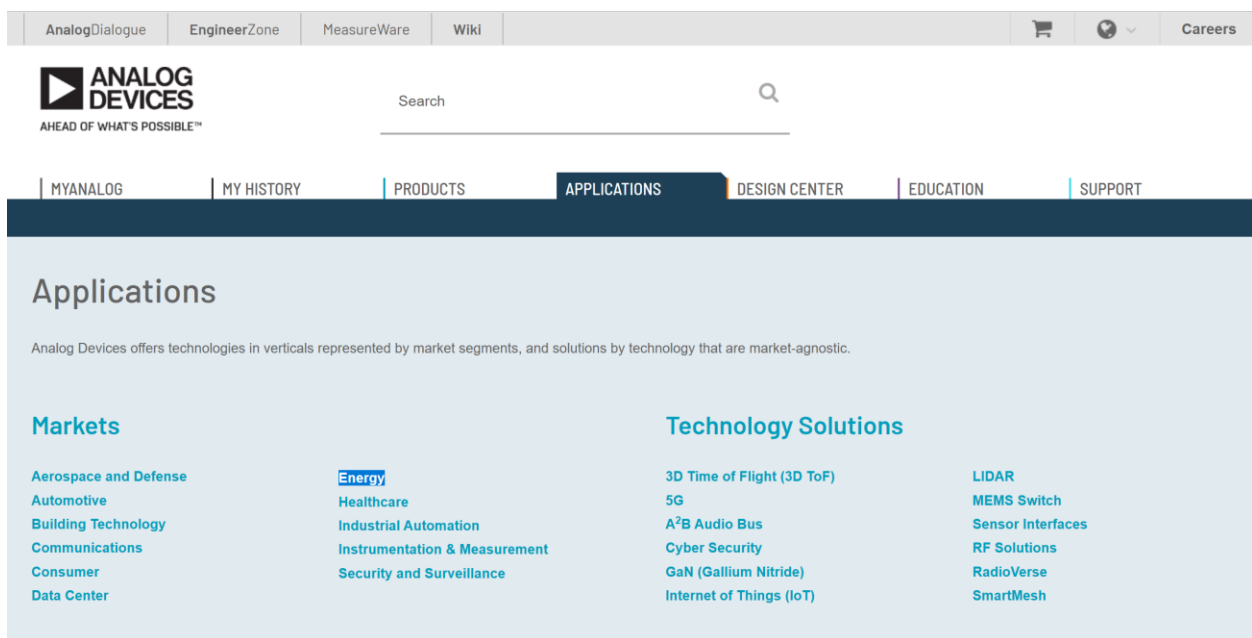 AnalogDialogue EngineerZone MeasureWare Wiki Careers
ANALOG
DEVICES
AHEAD OF WHAT'S POSSIBLE™
Search
MYANALOG MY HISTORY PRODUCTS APPLICATIONS DESIGN CENTER EDUCATION SUPPORT
Applications
Analog Devices offers technologies in verticals represented by market segments, and solutions by technology that are market-agnostic.
Markets
Aerospace and Defense
Automotive
Building Technology
Communications
Consumer
Data Center
Energy
Healthcare
Industrial Automation
Instrumentation & Measurement
Security and Surveillance
Technology Solutions
3D Time of Flight (3D ToF)
5G
A²B Audio Bus
Cyber Security
GaN (Gallium Nitride)
Internet of Things (IoT)
LIDAR
MEMS Switch
Sensor Interfaces
RF Solutions
RadioVerse
SmartMesh